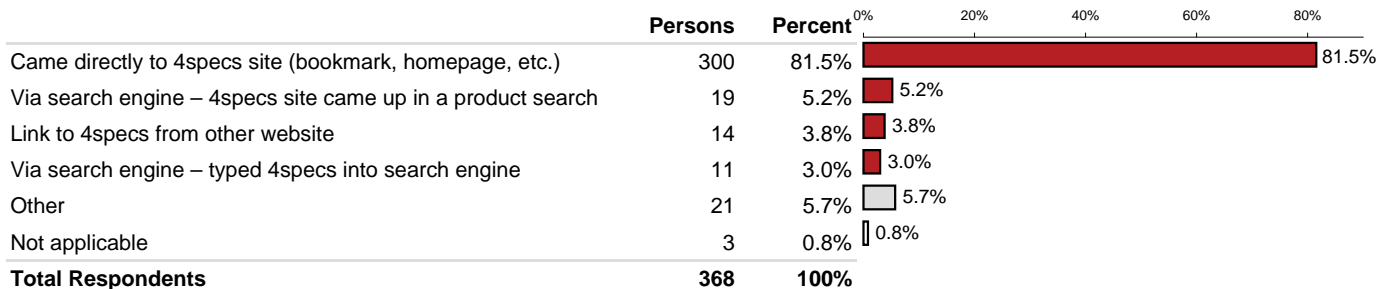 Persons Percent 0% 20% 40% 60% 80%
Came directly to 4specs site (bookmark, homepage, etc.) 300 81.5% 81.5%
Via search engine – 4specs site came up in a product search 19 5.2% 5.2%
Link to 4specs from other website 14 3.8% 3.8%
Via search engine – typed 4specs into search engine 11 3.0% 3.0%
Other 21 5.7% 5.7%
Not applicable 3 0.8% 0.8%
Total Respondents 368 100%